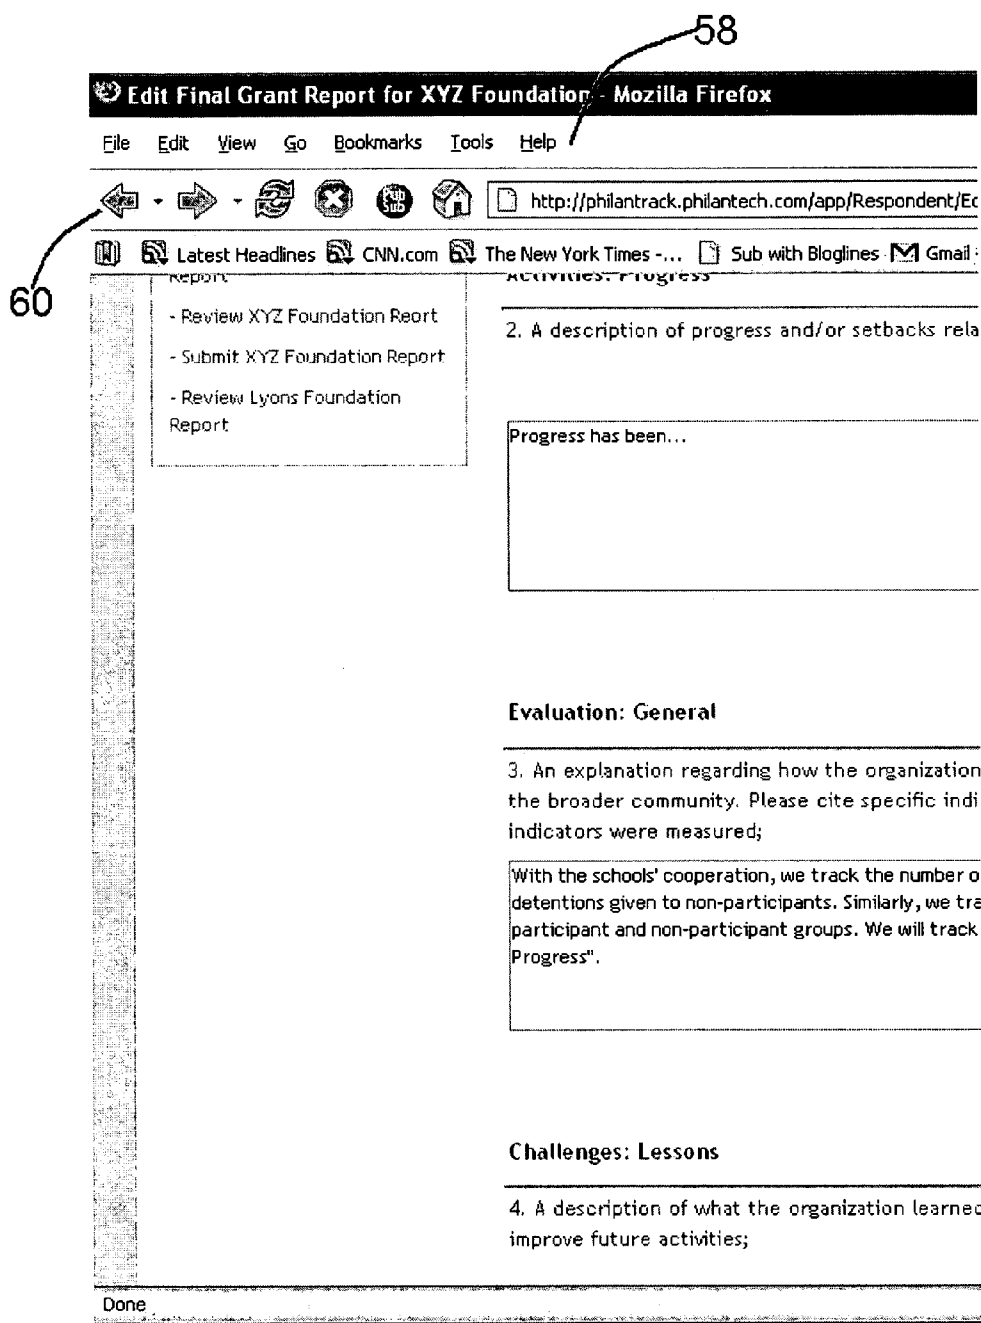 58
Edit Final Grant Report for XYZ Foundation - Mozilla Firefox
File Edit View Go Bookmarks Tools Help
Pop Sub http://philantrack.philantech.com/app/Respondent/Ec
60
Latest Headlines CNN.com The New York Times -... Sub with Bloglines Gmail
Report
Activities: Progress
- Review XYZ Foundation Reort
- Submit XYZ Foundation Report
- Review Lyons Foundation
Report
2. A description of progress and/or setbacks rela
Progress has been...
Evaluation: General
3. An explanation regarding how the organization
the broader community. Please cite specific indi
indicators were measured;
With the schools' cooperation, we track the number o
detentions given to non-participants. Similarly, we tra
participant and non-participant groups. We will track
Progress".
Challenges: Lessons
4. A description of what the organization learned
improve future activities;
Done